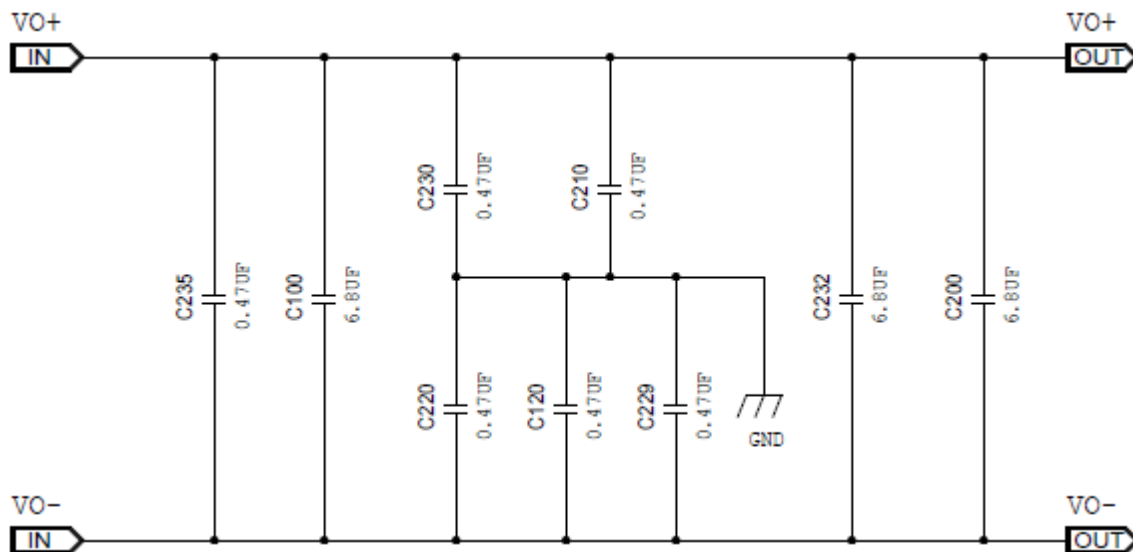 VO+
IN
VO+
OUT
C230
0.47UF
C210
0.47UF
C235
0.47UF
C100
6.8UF
C232
6.8UF
C200
6.8UF
C220
0.47UF
C120
0.47UF
C229
0.47UF
GND
VO-
IN
VO-
OUT